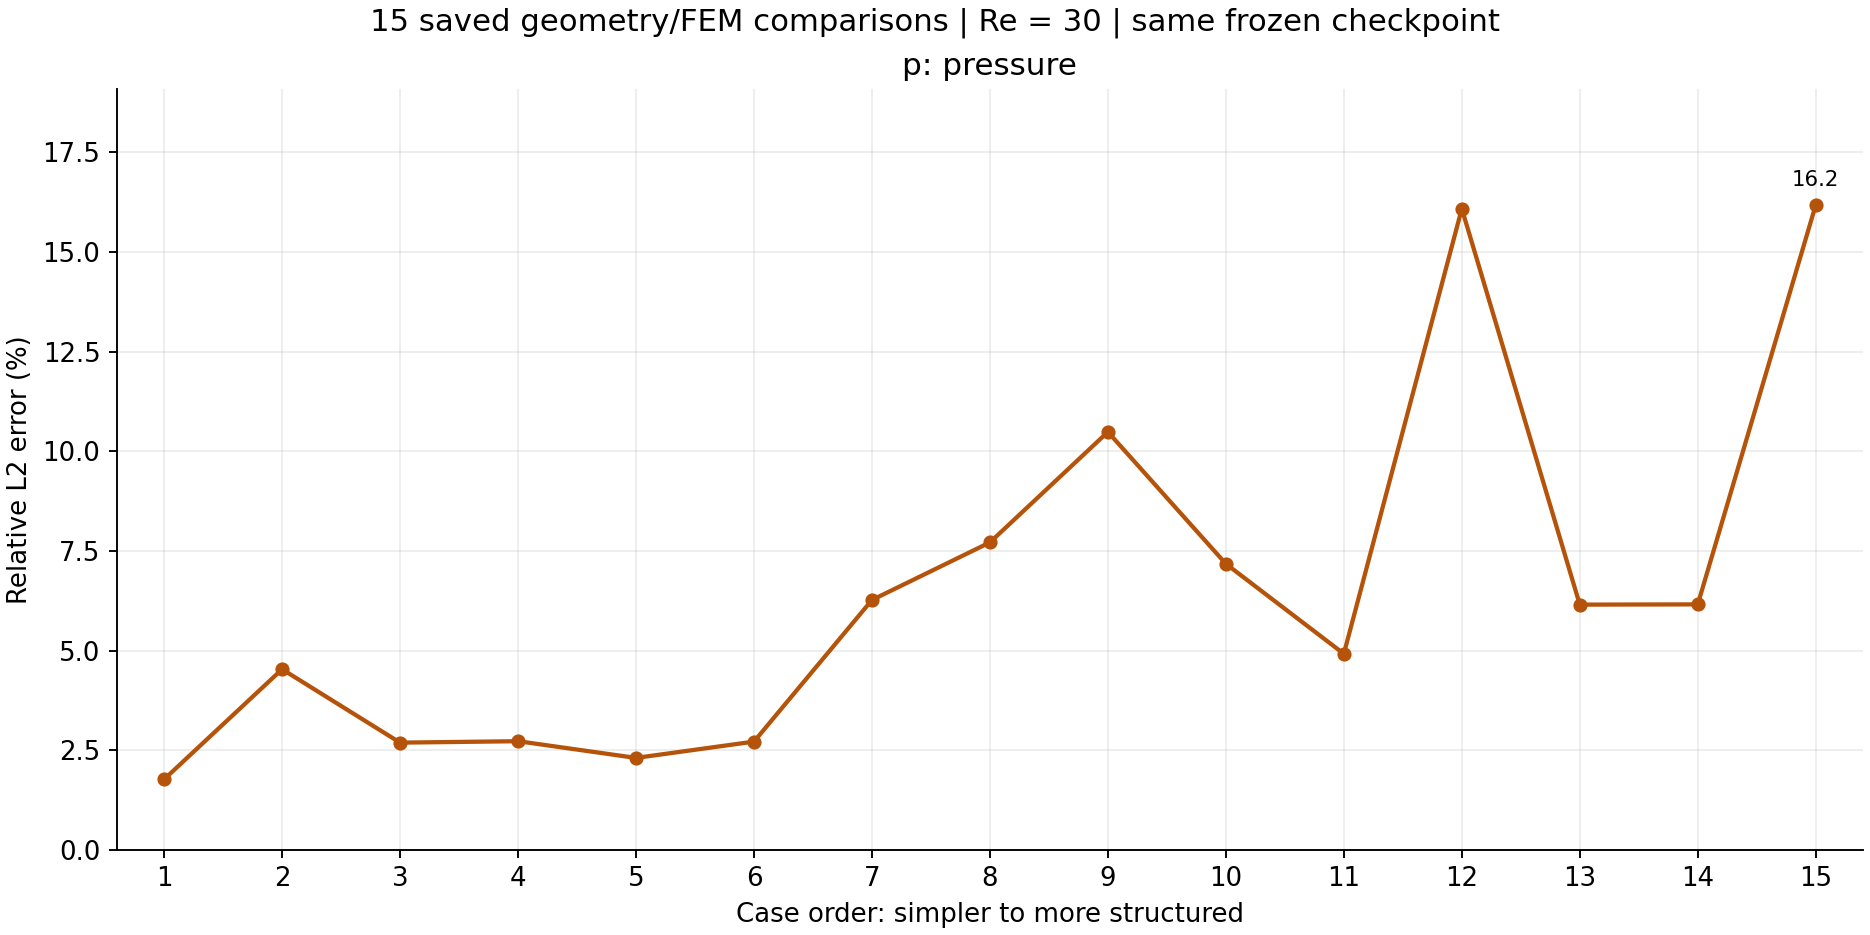 15 saved geometry/FEM comparisons | Re = 30 | same frozen checkpoint
p: pressure
17.5
16.2
15.0
12.5
Relative L2 error (%)
10.0
7.5
5.0
2.5
0.0
1 2 3 4 5 6 7 8 9 10 11 12 13 14 15
Case order: simpler to more structured